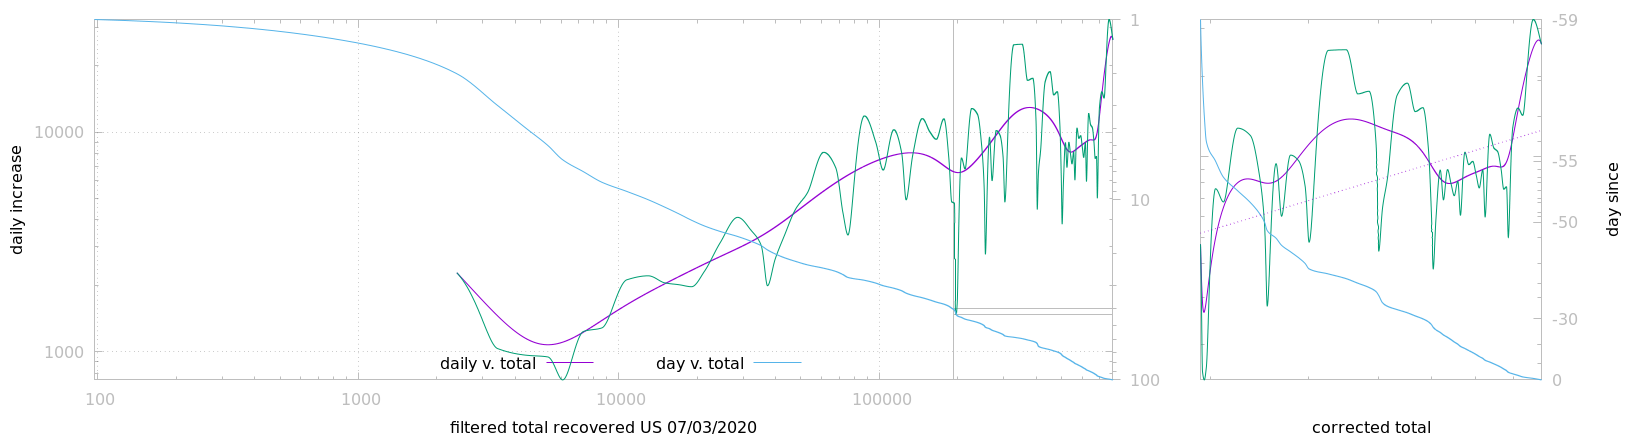 1
-59
10000
10
-55
-50
daily increase
day since
-30
1000
daily v. total
day v. total
100
0
100
1000
10000
100000
filtered total recovered US 07/03/2020
corrected total